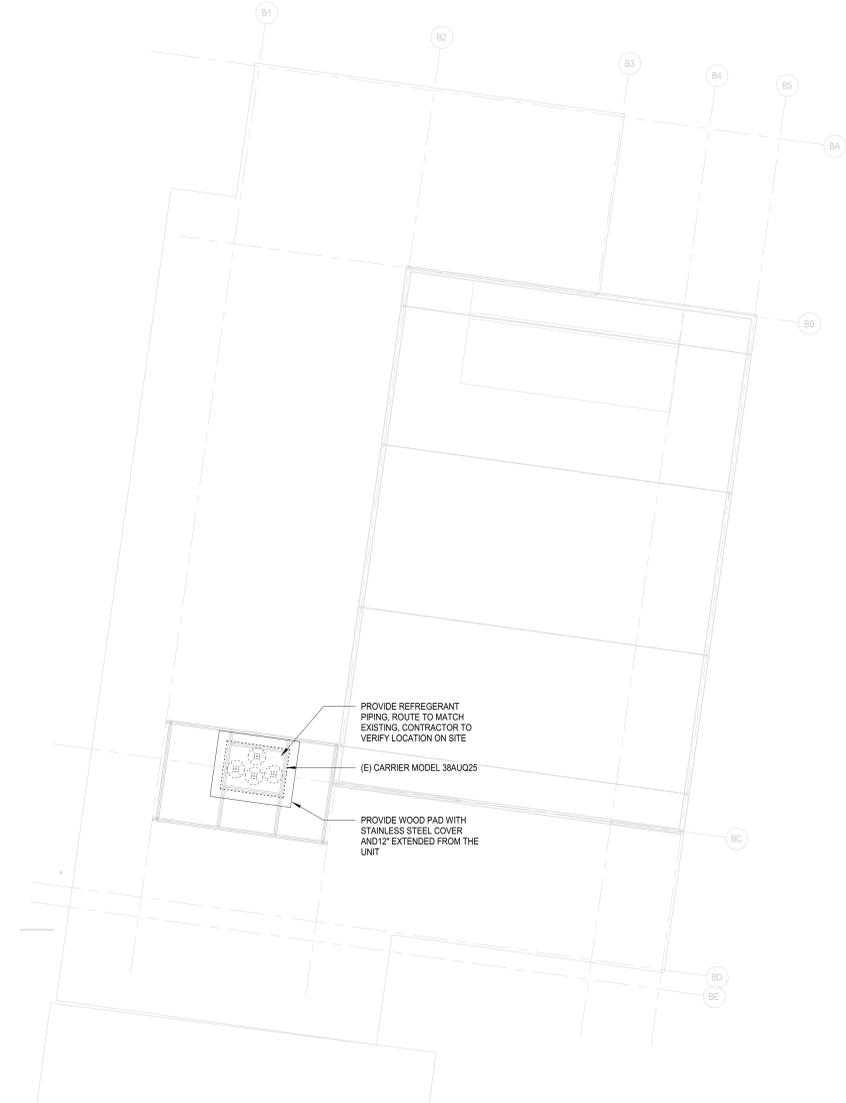 B1
B2
B3
B4
B5
BA
BB
PROVIDE REFREGERANT
PIPING, ROUTE TO MATCH
EXISTING, CONTRACTOR TO
VERIFY LOCATION ON SITE
(E) CARRIER MODEL 38AUQ25
PROVIDE WOOD PAD WITH
STAINLESS STEEL COVER
AND12" EXTENDED FROM THE
UNIT
BC
BD
BE